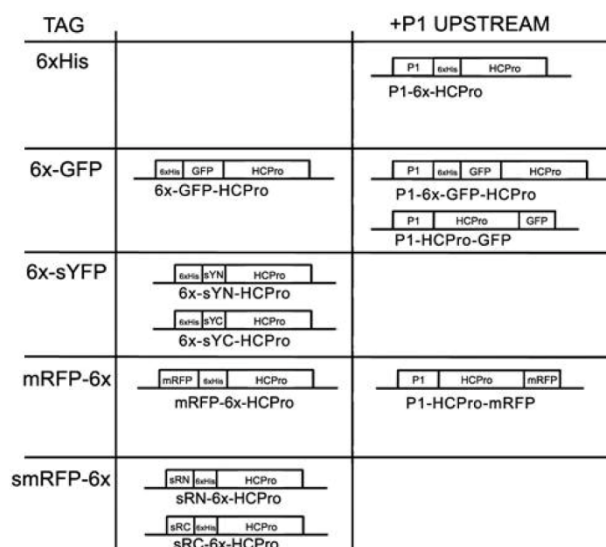 TAG
+P1 UPSTREAM
6xHis
P1 6xHis HCPro
P1-6x-HCPro
6x-GFP
6xHis GFP HCPro
6x-GFP-HCPro
P1 6xHis GFP HCPro
P1-6x-GFP-HCPro
P1 HCPro GFP
P1-HCPro-GFP
6x-sYFP
6xHis sYN HCPro
6x-sYN-HCPro
6xHis sYC HCPro
6x-sYC-HCPro
mRFP-6x
mRFP 6xHis HCPro
mRFP-6x-HCPro
P1 HCPro mRFP
P1-HCPro-mRFP
smRFP-6x
sRN 6xHis HCPro
sRN-6x-HCPro
sRC 6xHis HCPro
sRC-6x-HCPro